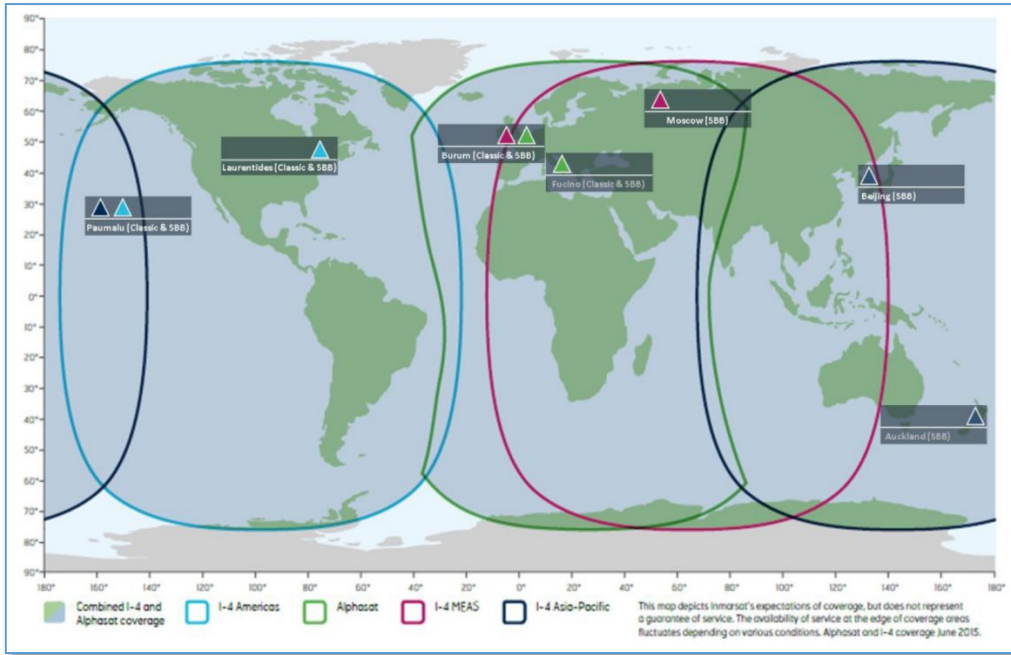 90°
80°
70°
60°
50°
40°
30°
20°
10°
0°
10°
20°
30°
40°
50°
60°
70°
80°
90°
Moscow (SBB)
Laurentides (Classic & SBB)
Burum (Classic & SBB)
Fucino (Classic & SBB)
Beijing (SBB)
Paumalu (Classic & SBB)
Auckland (SBB)
180° 160° 140° 120° 100° 80° 60° 40° 20° 0° 20° 40° 60° 80° 100° 120° 140° 160° 180°
Combined I-4 and
Alphasat coverage
I-4 Americas
Alphasat
I-4 MEAS
I-4 Asia-Pacific
This map depicts Inmarsat's expectations of coverage, but does not represent
a guarantee of service. The availability of service at the edge of coverage areas
fluctuates depending on various conditions. Alphasat and I-4 coverage June 2015.